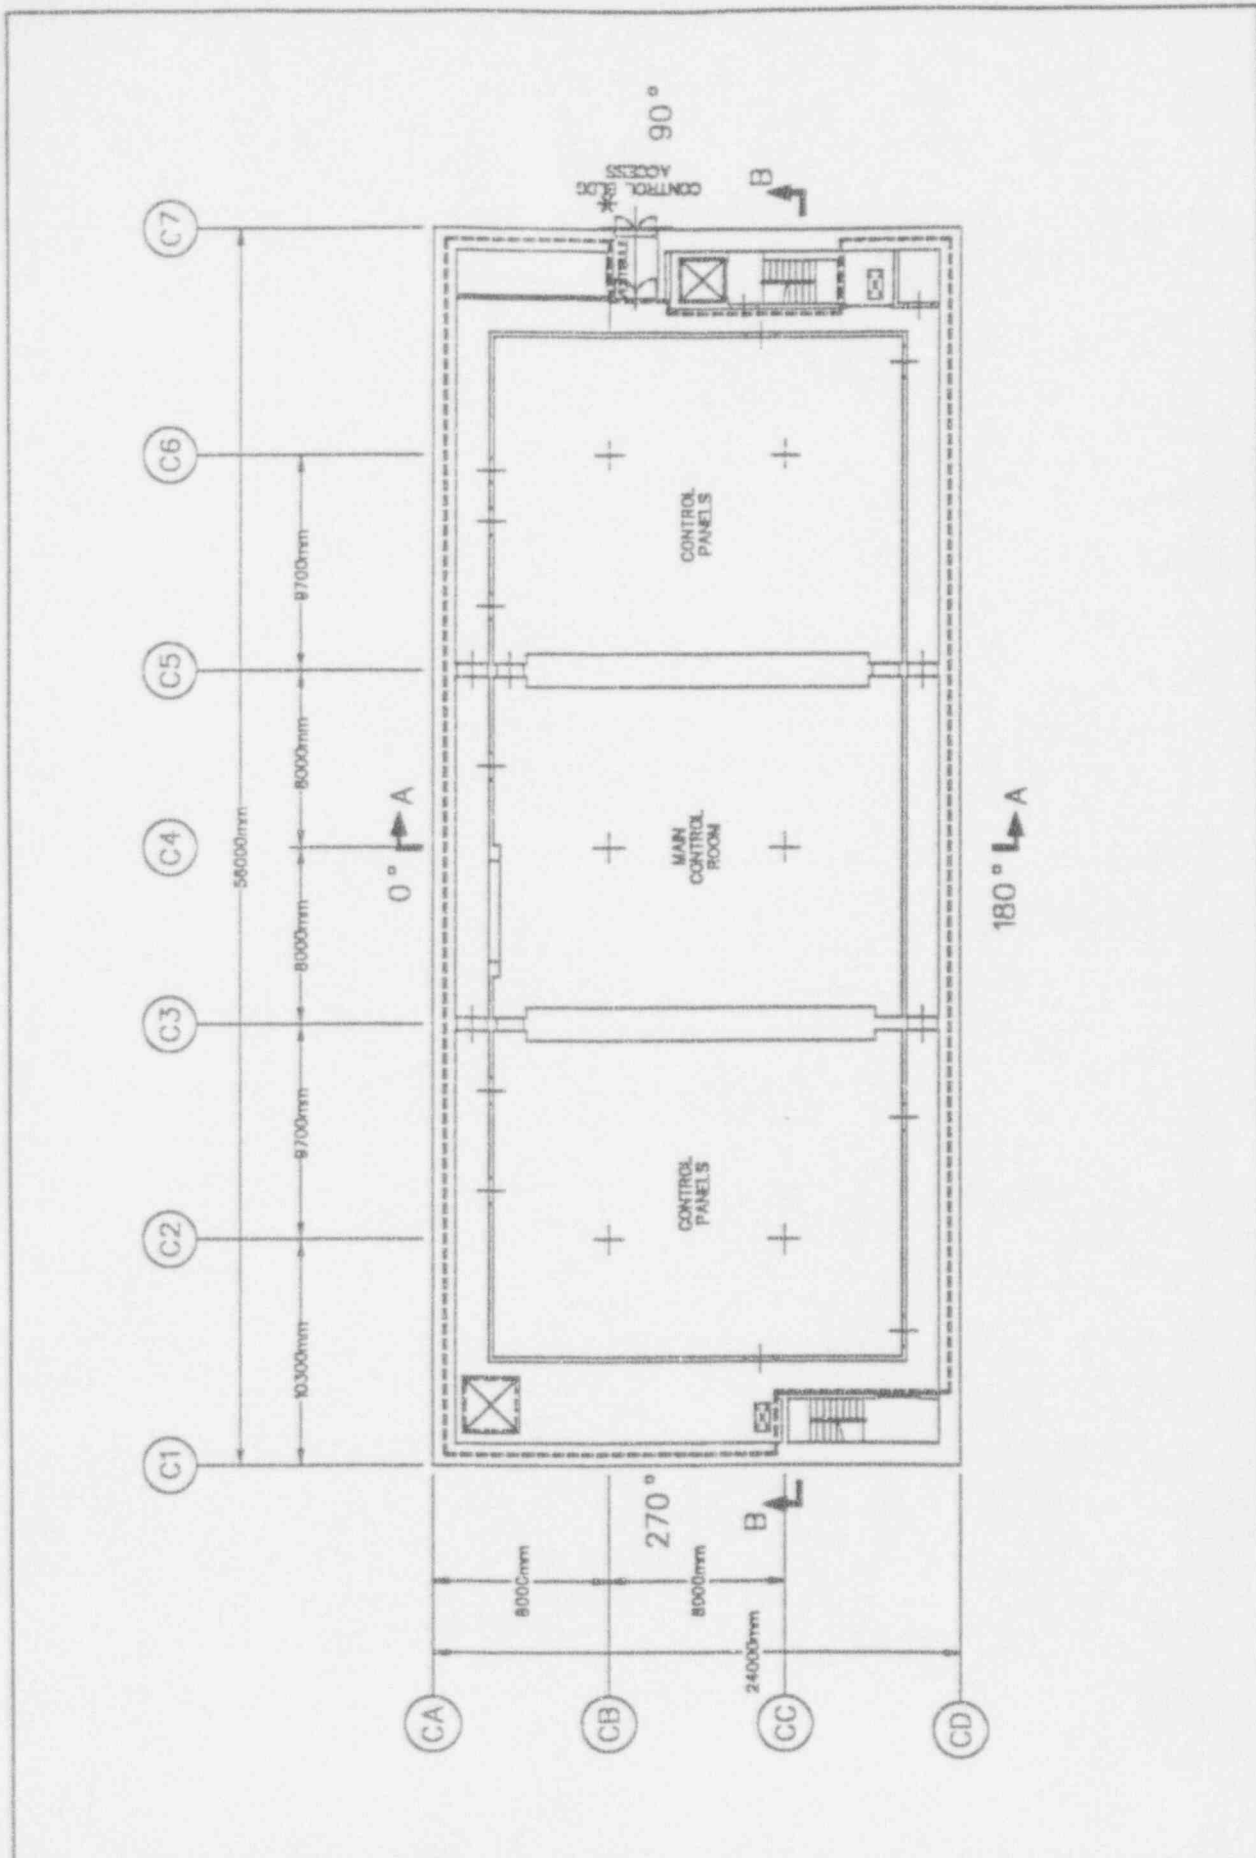 C7
C6
C5
C4
C3
C2
C1
56000mm
9700mm
8000mm
8000mm
9700mm
10300mm
90°
CONTROL BLDG
ACCESS
B
CONTROL
PANELS
0°
A
MAIN
CONTROL
ROOM
180°
A
CONTROL
PANELS
270°
B
8000mm
8000mm
24000mm
CA
CB
CC
CD